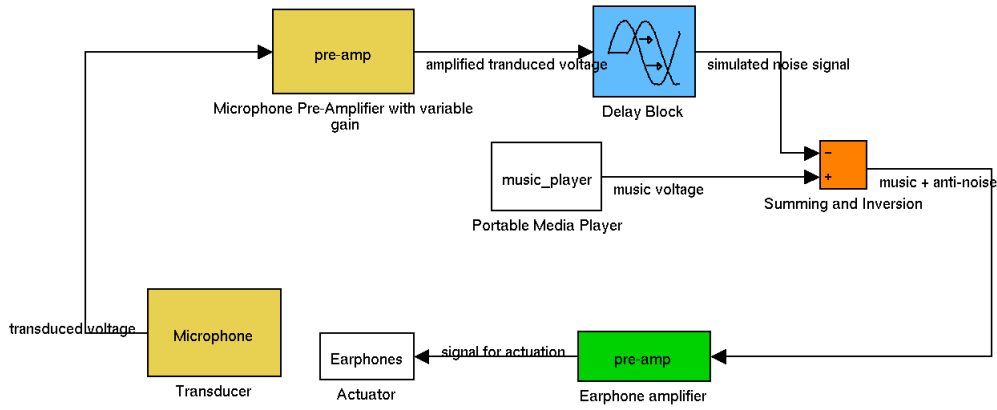 pre-amp
amplified tranduced voltage
simulated noise signal
Microphone Pre-Amplifier with variable
gain
Delay Block
music_player
music voltage
Portable Media Player
−
+
music + anti-noise
Summing and Inversion
transduced voltage
Microphone
Transducer
Earphones
Actuator
signal for actuation
pre-amp
Earphone amplifier